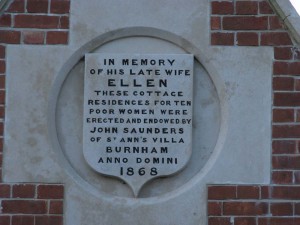 IN MEMORY
OF HIS LATE WIFE
ELLEN
THESE COTTAGE
RESIDENCES FOR TEN
POOR WOMEN WERE
ERECTED AND ENDOWED BY
JOHN SAUNDERS
OF ST ANN'S VILLA
BURNHAM
ANNO DOMINI
1868